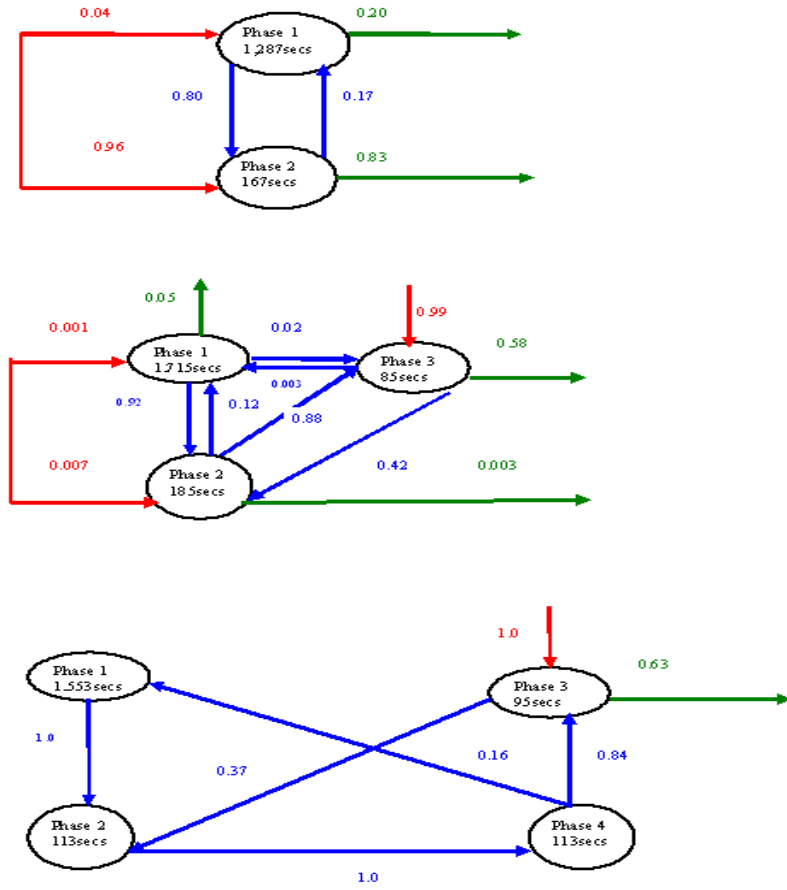 0.04
0.20
Phase 1
1,287secs
0.80
0.17
0.96
0.83
Phase 2
167secs
0.05
0.99
0.001
0.02
0.58
Phase 1
1,715secs
Phase 3
85secs
0.003
0.92
0.12
0.88
0.007
0.42
0.003
Phase 2
185secs
1.0
0.63
Phase 1
1,553secs
Phase 3
95secs
1.0
0.37
0.16
0.84
Phase 2
113secs
Phase 4
113secs
1.0